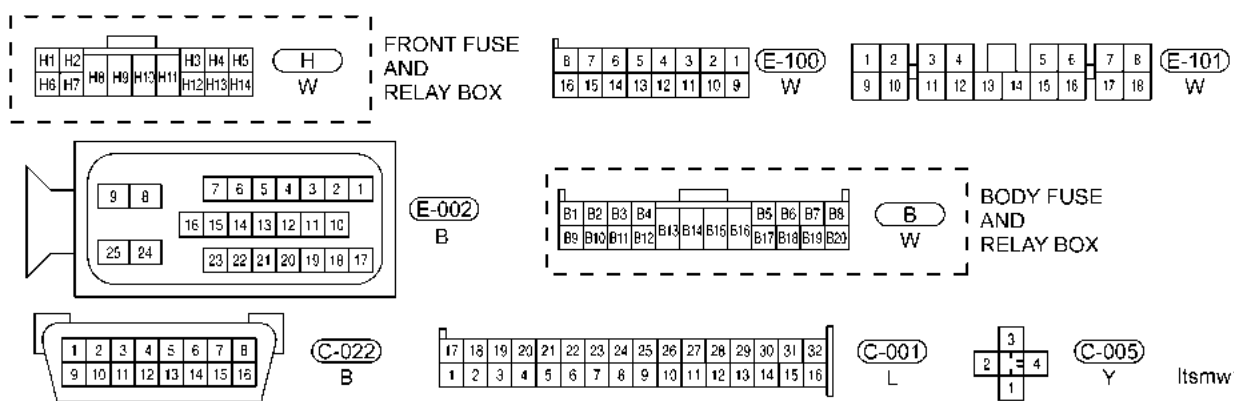 H1 H2 H3 H4 H5
H8 H9 H10 H11
H6 H7 H12 H13 H14
H
W
FRONT FUSE
AND
RELAY BOX
8 7 6 5 4 3 2 1
16 15 14 13 12 11 10 9
E-100
W
1 2 3 4 5 6 7 8
9 10 11 12 13 14 15 16 17 18
E-101
W
9 8
7 6 5 4 3 2 1
16 15 14 13 12 11 10
25 24
23 22 21 20 19 18 17
E-002
B
B1 B2 B3 B4 B5 B6 B7 B8
B13 B14 B15 B16
B9 B10 B11 B12 B17 B18 B19 B20
B
W
BODY FUSE
AND
RELAY BOX
1 2 3 4 5 6 7 8
9 10 11 12 13 14 15 16
C-022
B
17 18 19 20 21 22 23 24 25 26 27 28 29 30 31 32
1 2 3 4 5 6 7 8 9 10 11 12 13 14 15 16
C-001
L
3
2 4
1
C-005
Y
Itsmw